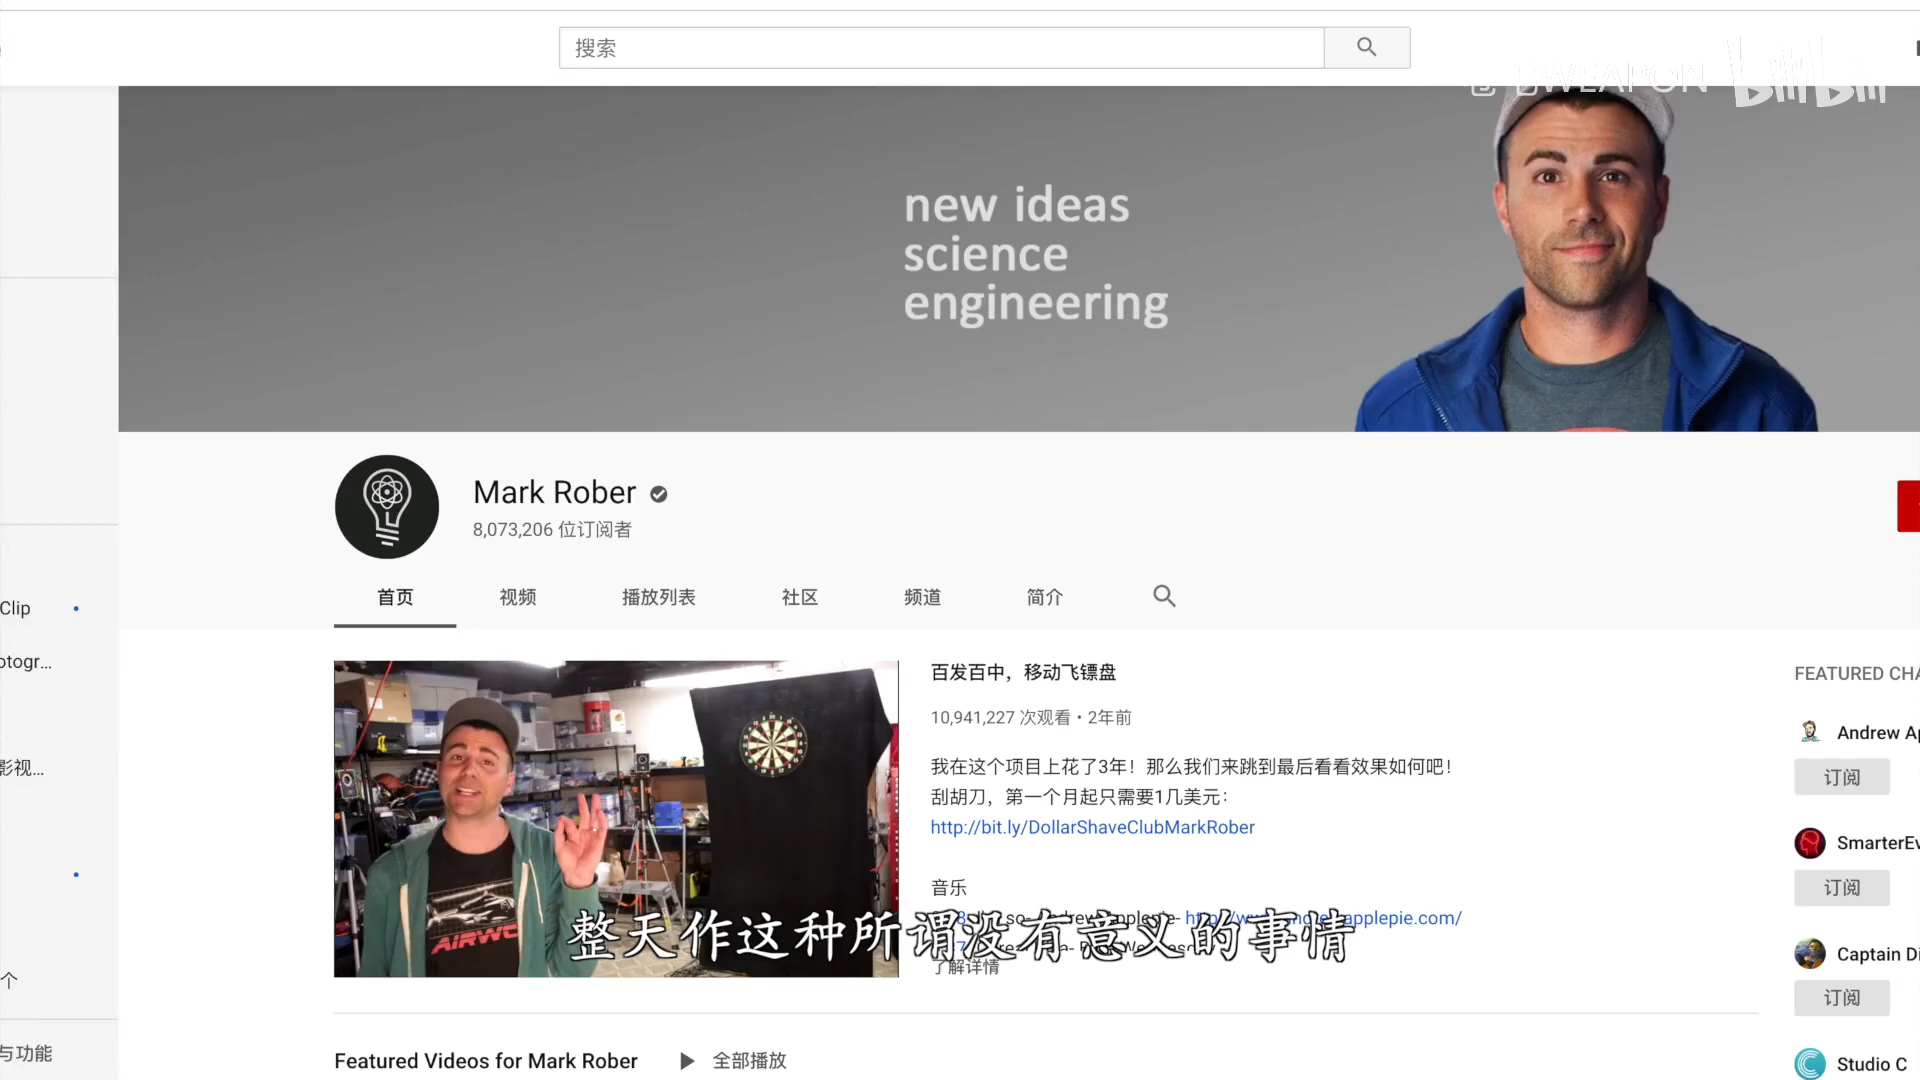 搜索
WEAPON
bilibili
new ideas
science
engineering
Mark Rober
8,073,206 位订阅者
首页 视频 播放列表 社区 频道 简介
百发百中，移动飞镖盘
10,941,227 次观看 • 2年前
我在这个项目上花了3年！那么我们来跳到最后看看效果如何吧！
刮胡刀，第一个月起只需要1几美元：
http://bit.ly/DollarShaveClubMarkRober
音乐
applepie.com/
了解详情
整天作这种所谓没有意义的事情
Featured Videos for Mark Rober 全部播放
FEATURED CHA
Andrew Ap
订阅
SmarterEv
订阅
Captain Di
订阅
Studio C
Clip
otogr...
影视...
个
与功能
AIRWO